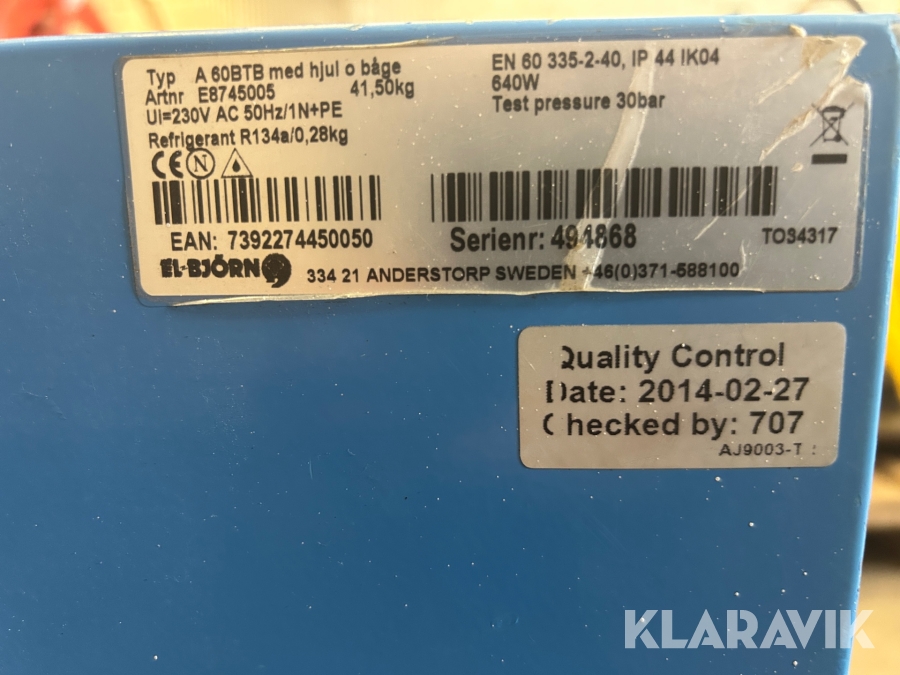 Typ A 60BTB med hjul o båge
Artnr E8745005 41,50kg
UI=230V AC 50Hz/1N+PE
Refrigerant R134a/0,28kg
EN 60 335-2-40, IP 44 IK04
640W
Test pressure 30bar
CE N
EAN: 7392274450050
Serienr: 494868
TO34317
EL-BJÖRN
334 21 ANDERSTORP SWEDEN +46(0)371-588100
Quality Control
Date: 2014-02-27
Checked by: 707
AJ9003-T :
KLARAVIK